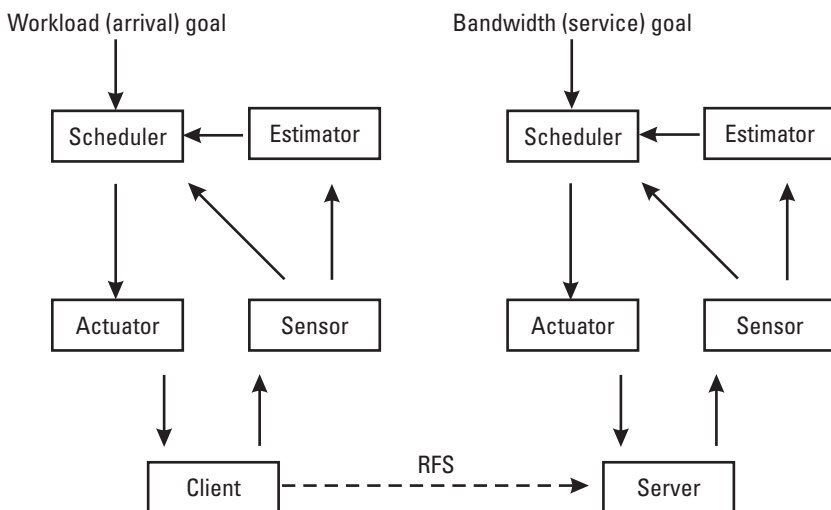 Workload (arrival) goal
Bandwidth (service) goal
Scheduler
Estimator
Scheduler
Estimator
Actuator
Sensor
Actuator
Sensor
RFS
Client
Server